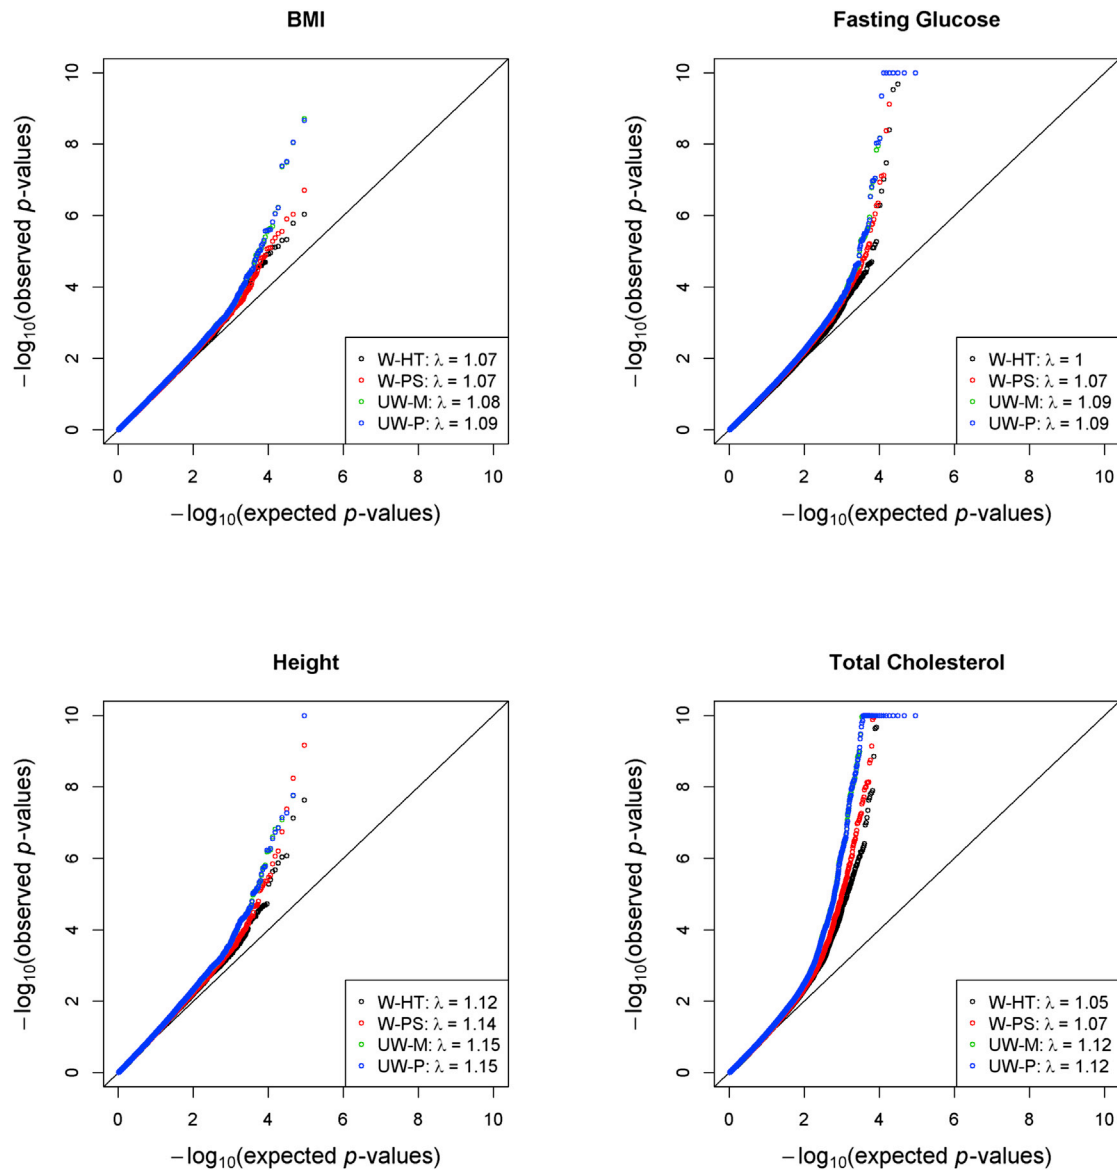 BMI
−log10(observed p-values)
10
8
6
4
2
0
W-HT: λ = 1.07
W-PS: λ = 1.07
UW-M: λ = 1.08
UW-P: λ = 1.09
0 2 4 6 8 10
−log10(expected p-values)
Fasting Glucose
−log10(observed p-values)
10
8
6
4
2
0
W-HT: λ = 1
W-PS: λ = 1.07
UW-M: λ = 1.09
UW-P: λ = 1.09
0 2 4 6 8 10
−log10(expected p-values)
Height
−log10(observed p-values)
10
8
6
4
2
0
W-HT: λ = 1.12
W-PS: λ = 1.14
UW-M: λ = 1.15
UW-P: λ = 1.15
0 2 4 6 8 10
−log10(expected p-values)
Total Cholesterol
−log10(observed p-values)
10
8
6
4
2
0
W-HT: λ = 1.05
W-PS: λ = 1.07
UW-M: λ = 1.12
UW-P: λ = 1.12
0 2 4 6 8 10
−log10(expected p-values)